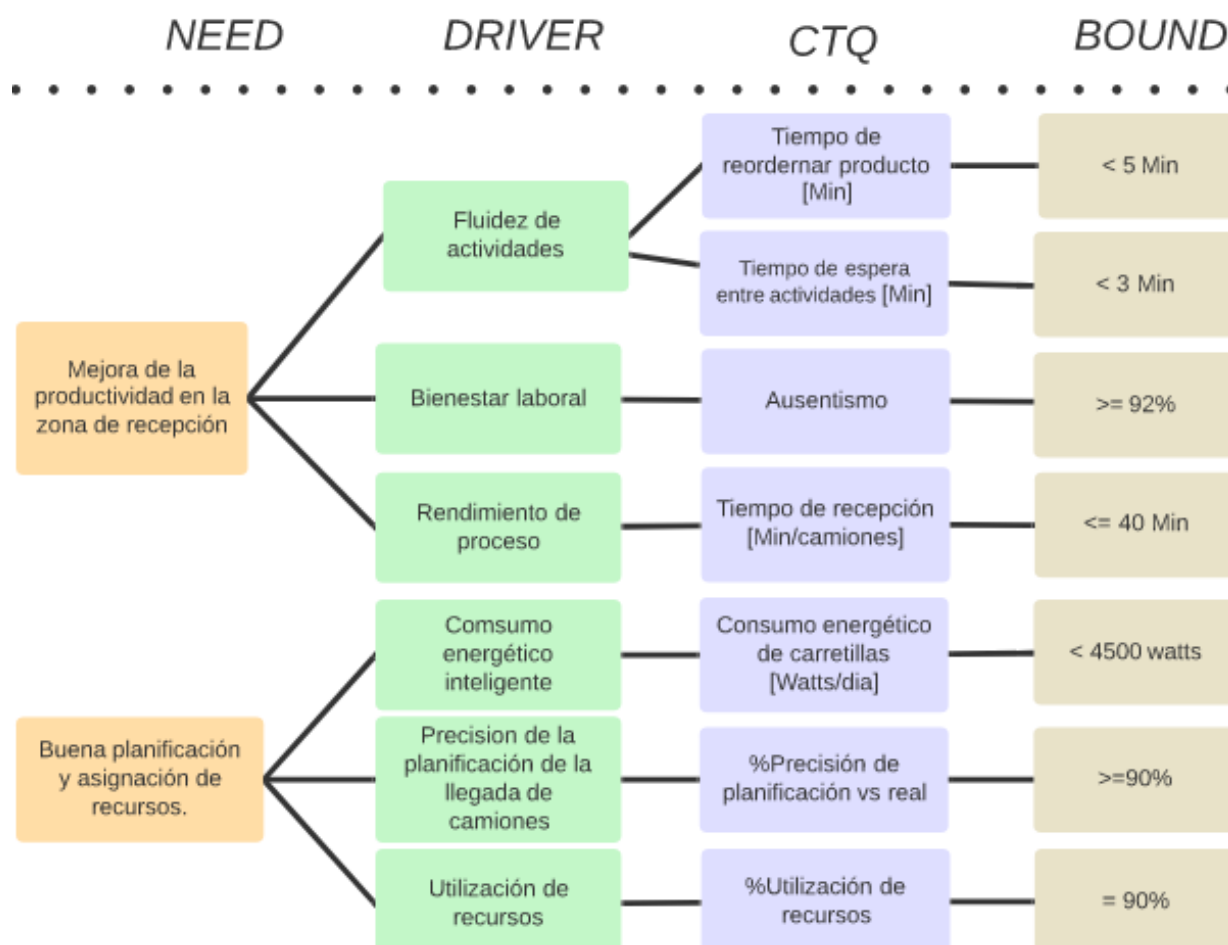 NEED
DRIVER
CTQ
BOUND
Tiempo de
reordernar producto
[Min]
< 5 Min
Fluidez de
actividades
Tiempo de espera
entre actividades [Min]
< 3 Min
Mejora de la
productividad en la
zona de recepción
Bienestar laboral
Ausentismo
>= 92%
Rendimiento de
proceso
Tiempo de recepción
[Min/camiones]
<= 40 Min
Comsumo
energético
inteligente
Consumo energético
de carretillas
[Watts/dia]
< 4500 watts
Buena planificación
y asignación de
recursos.
Precision de la
planificación de la
llegada de
camiones
%Precisión de
planificación vs real
>=90%
Utilización de
recursos
%Utilización de
recursos
= 90%